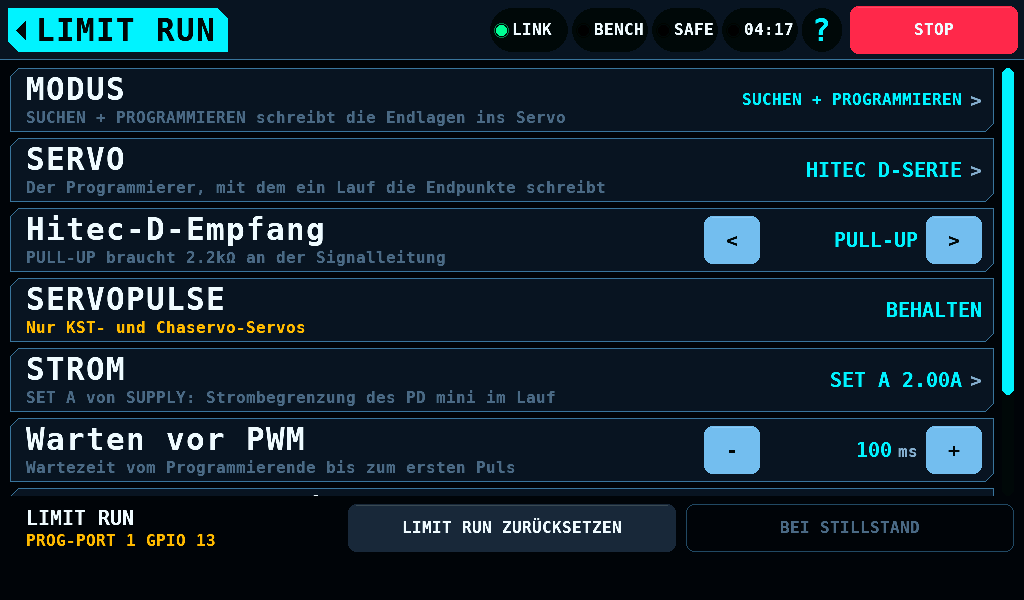 LIMIT RUN
LINK
BENCH
SAFE
04:17
?
STOP
MODUS
SUCHEN + PROGRAMMIEREN schreibt die Endlagen ins Servo
SUCHEN + PROGRAMMIEREN >
SERVO
Der Programmierer, mit dem ein Lauf die Endpunkte schreibt
HITEC D-SERIE >
Hitec-D-Empfang
PULL-UP braucht 2.2kΩ an der Signalleitung
< PULL-UP >
SERVOPULSE
Nur KST- und Chaservo-Servos
BEHALTEN
STROM
SET A von SUPPLY: Strombegrenzung des PD mini im Lauf
SET A 2.00A >
Warten vor PWM
Wartezeit vom Programmierende bis zum ersten Puls
- 100 ms +
LIMIT RUN
PROG-PORT 1 GPIO 13
LIMIT RUN ZURÜCKSETZEN
BEI STILLSTAND